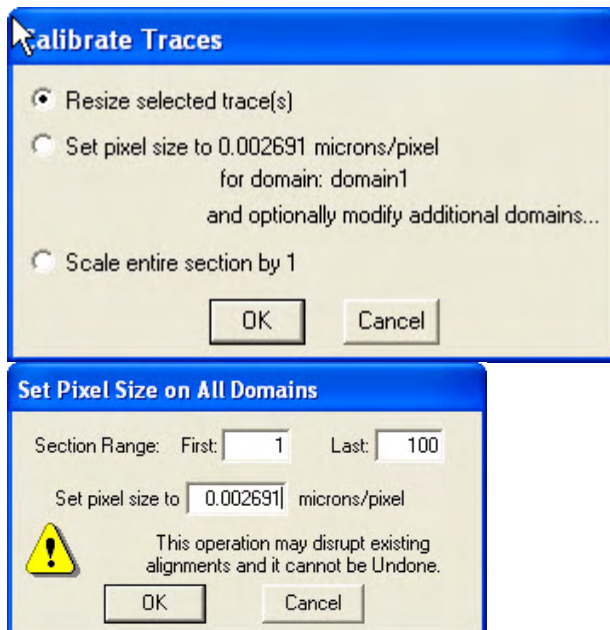 Calibrate Traces
Resize selected trace(s)
Set pixel size to 0.002691 microns/pixel
for domain: domain1
and optionally modify additional domains...
Scale entire section by 1
OK Cancel
Set Pixel Size on All Domains
Section Range: First: 1 Last: 100
Set pixel size to 0.002691 microns/pixel
This operation may disrupt existing
alignments and it cannot be Undone.
OK Cancel